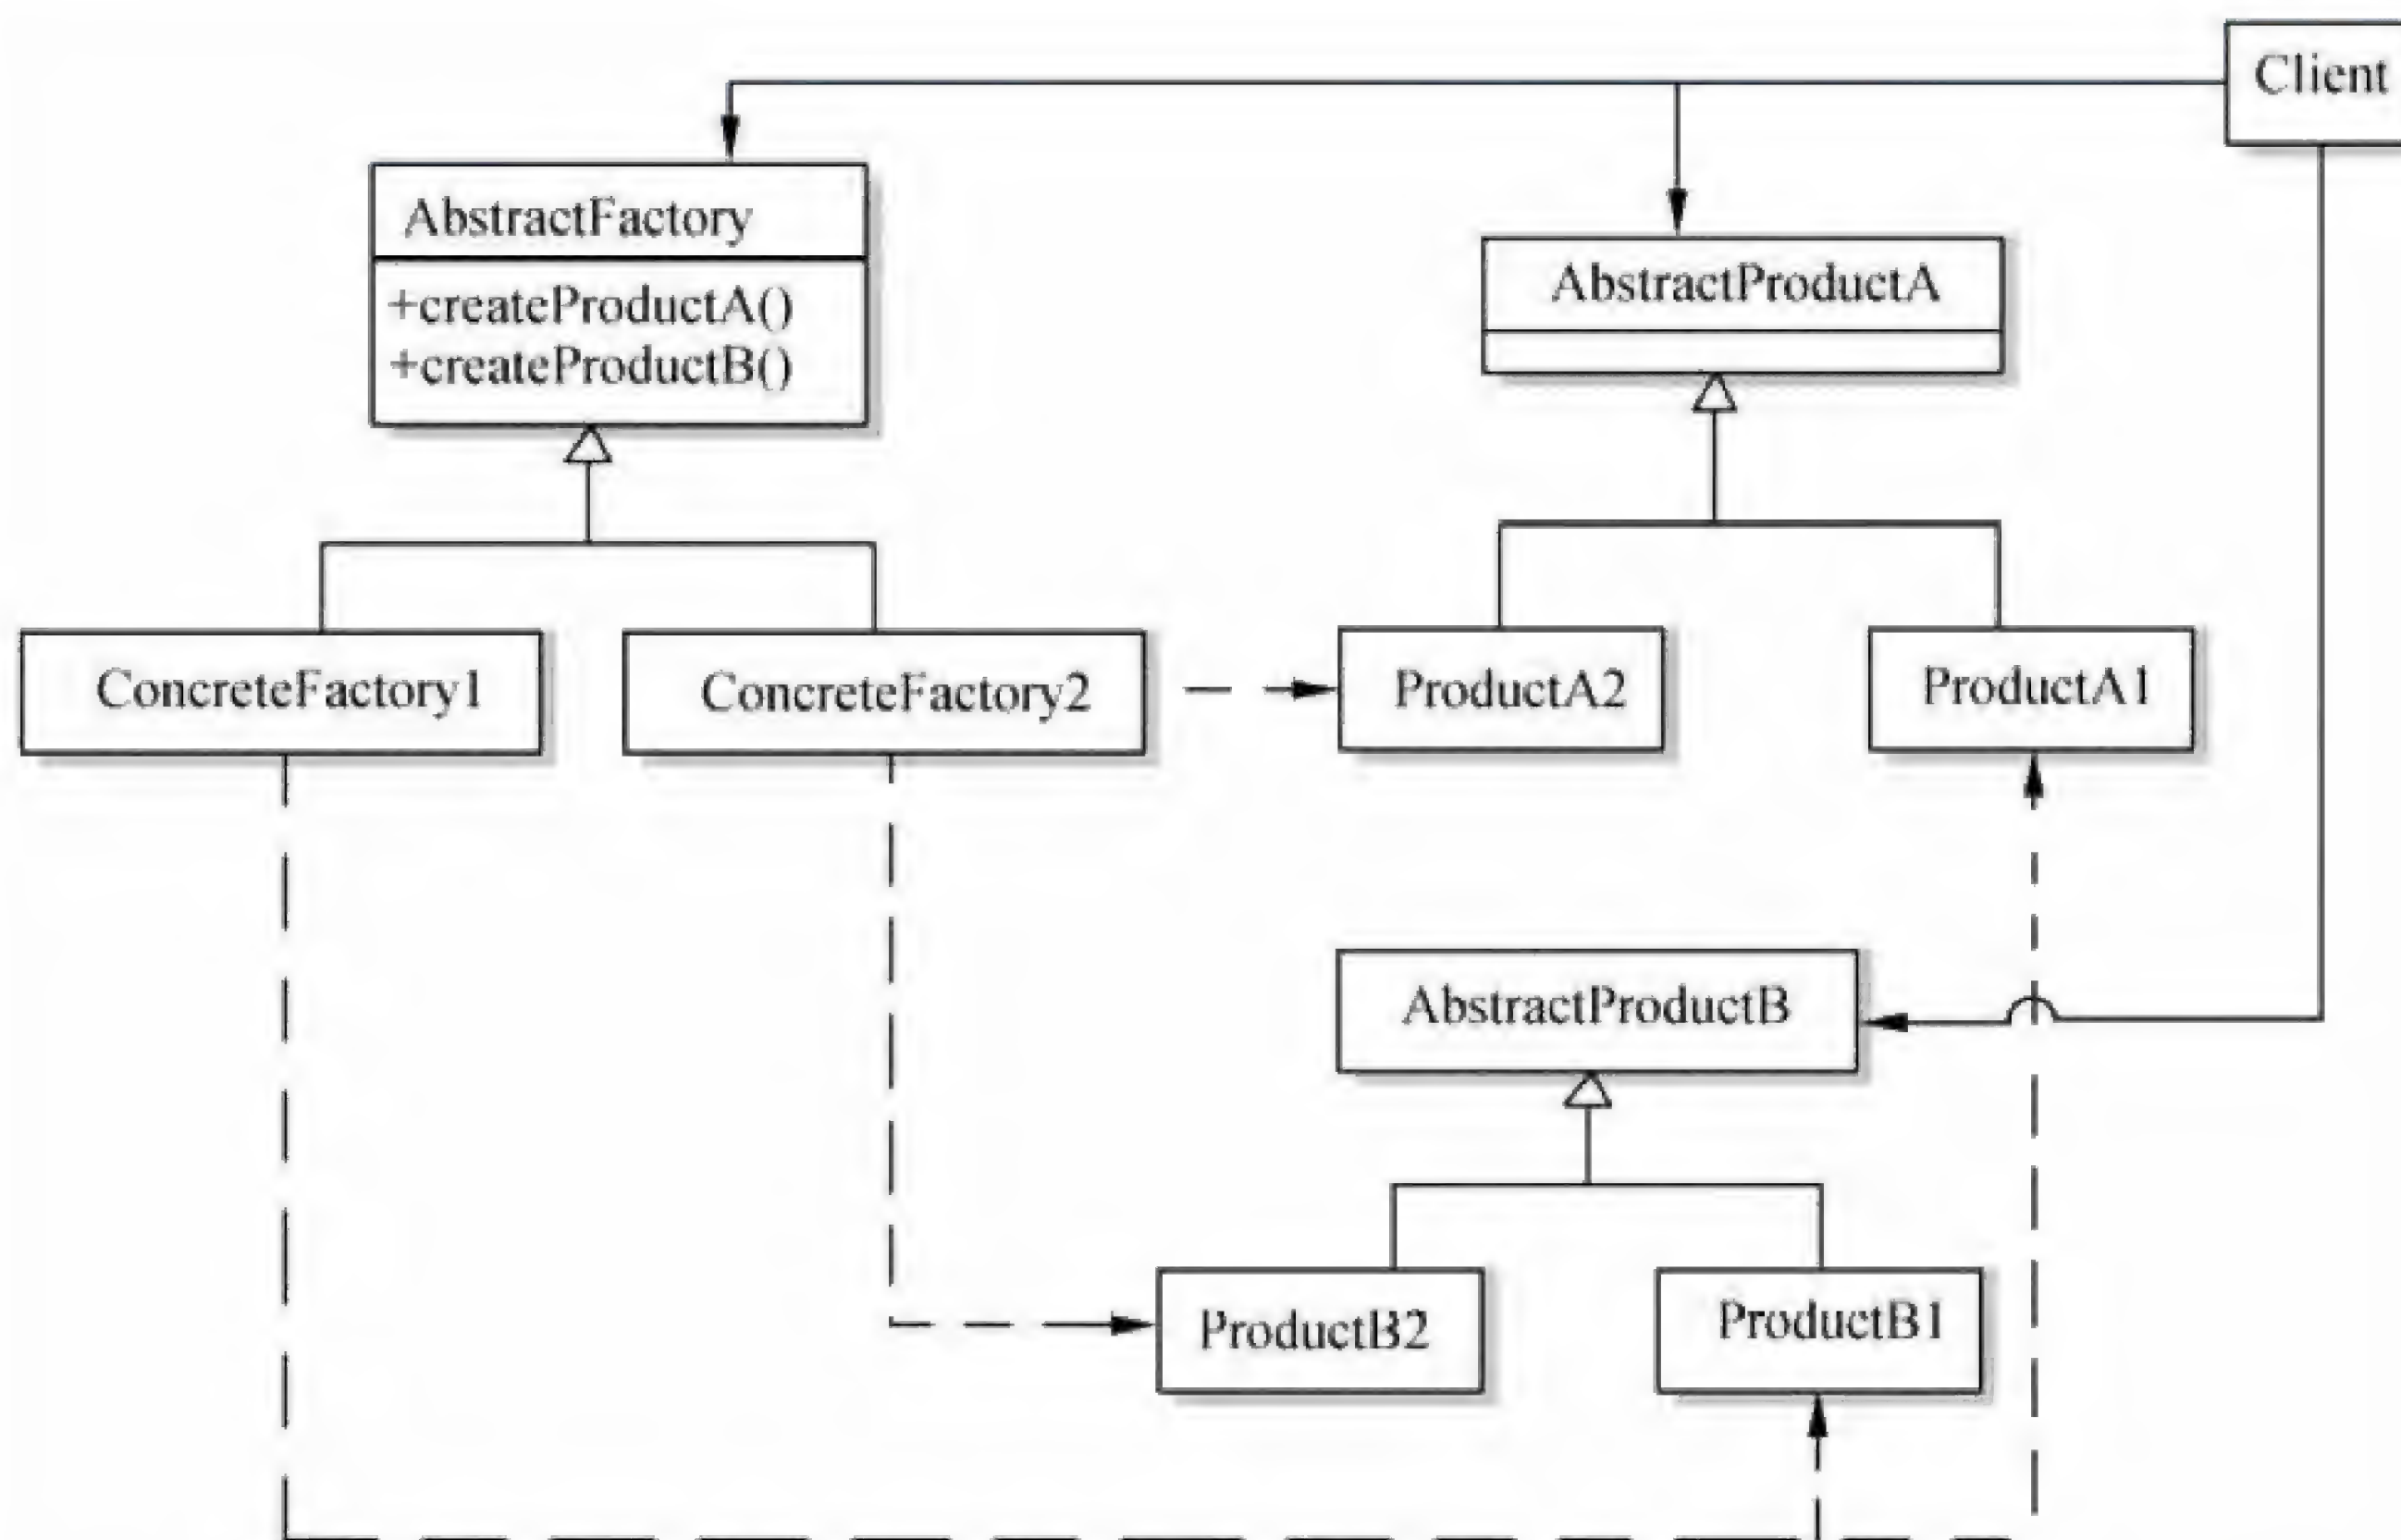 Client
AbstractFactory
+createProductA()
+createProductB()
AbstractProductA
ConcreteFactory1
ConcreteFactory2
ProductA2
ProductA1
AbstractProductB
ProductB2
ProductB1